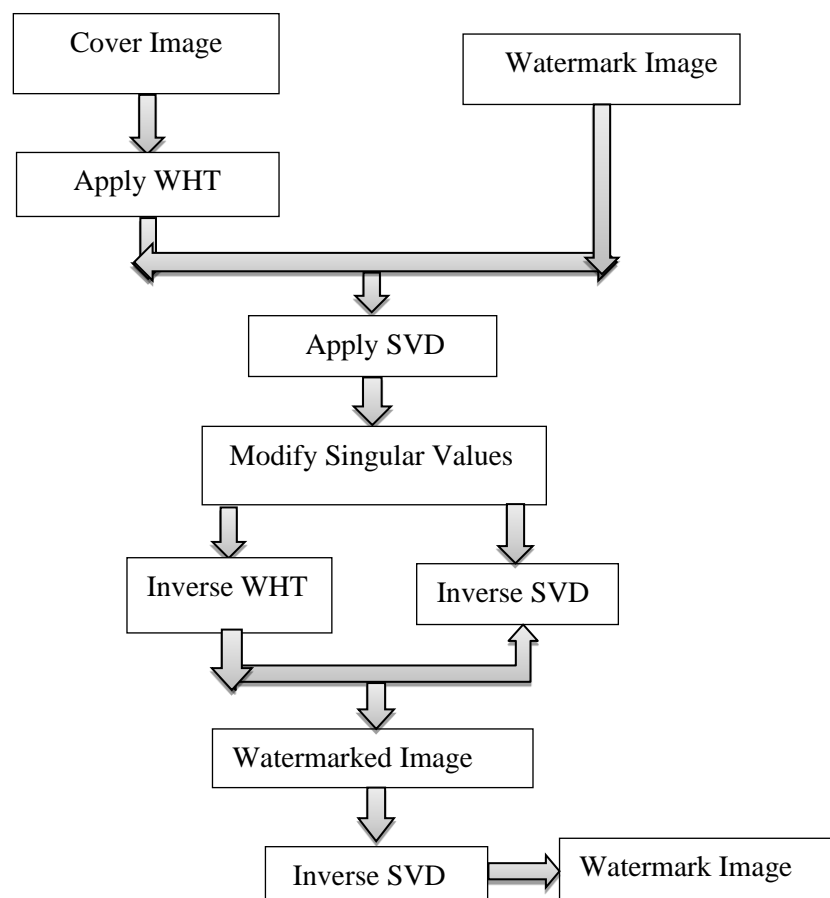 Cover Image
Watermark Image
Apply WHT
Apply SVD
Modify Singular Values
Inverse WHT
Inverse SVD
Watermarked Image
Inverse SVD
Watermark Image